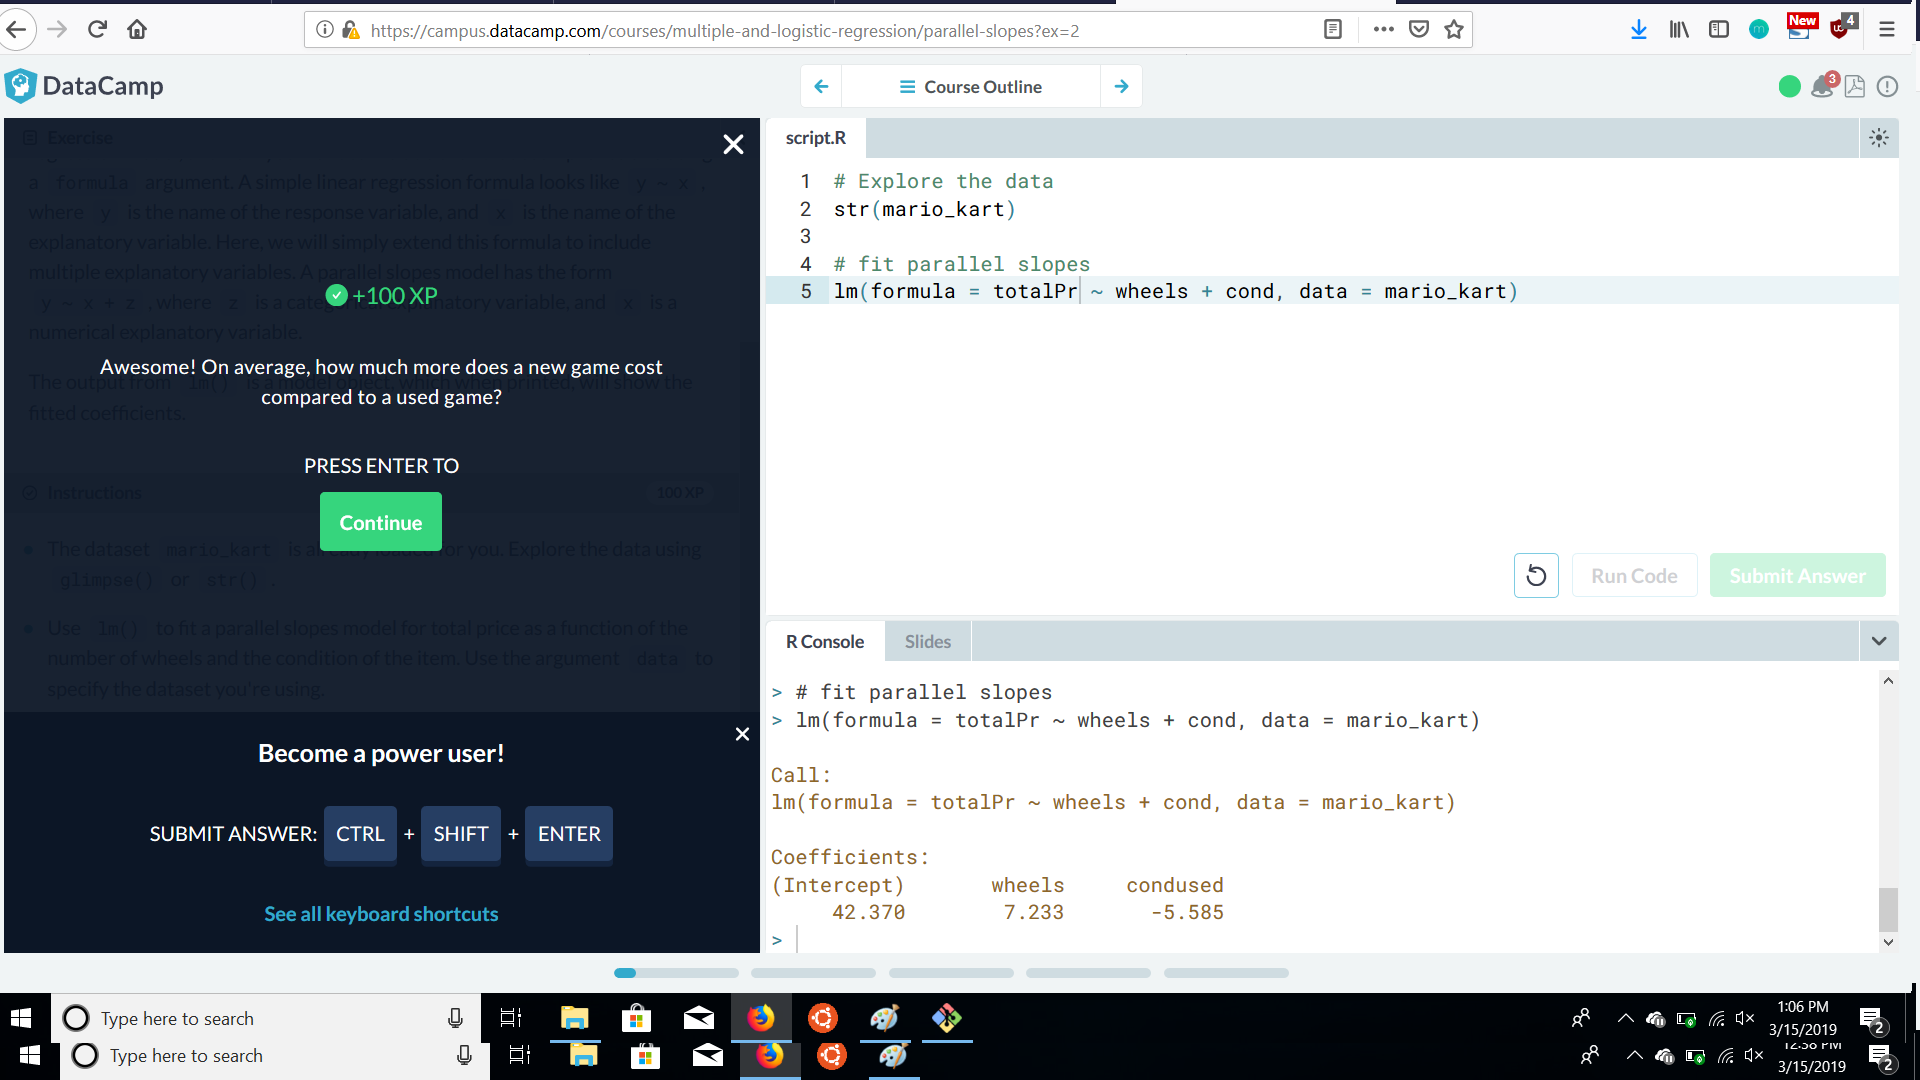 https://campus.datacamp.com/courses/multiple-and-logistic-regression/parallel-slopes?ex=2
New
4
m
DataCamp
Course Outline
3
Exercise
a formula argument. A simple linear regression formula looks like y ~ x ,
where y is the name of the response variable, and x is the name of the
explanatory variable. Here, we will simply extend this formula to include
multiple explanatory variables. A parallel slopes model has the form
y ~ x + z , where z is a explanatory variable, and x is a
numerical explanatory variable.
+100 XP
The output from lm() is a model object, which when printed, will show the
fitted coefficients.
Awesome! On average, how much more does a new game cost
compared to a used game?
PRESS ENTER TO
Continue
Instructions
100 XP
The dataset mario_kart is already loaded for you. Explore the data using
glimpse() or str() .
Use lm() to fit a parallel slopes model for total price as a function of the
number of wheels and the condition of the item. Use the argument data to
specify the dataset you're using.
Become a power user!
SUBMIT ANSWER: CTRL + SHIFT + ENTER
See all keyboard shortcuts
script.R
1 # Explore the data
2 str(mario_kart)
3
4 # fit parallel slopes
5 lm(formula = totalPr ~ wheels + cond, data = mario_kart)
Run Code
Submit Answer
R Console
Slides
> # fit parallel slopes
> lm(formula = totalPr ~ wheels + cond, data = mario_kart)
Call:
lm(formula = totalPr ~ wheels + cond, data = mario_kart)
Coefficients:
(Intercept) wheels condused
42.370 7.233 -5.585
>
Type here to search
1:06 PM
3/15/2019
2
Type here to search
12:58 PM
3/15/2019
2